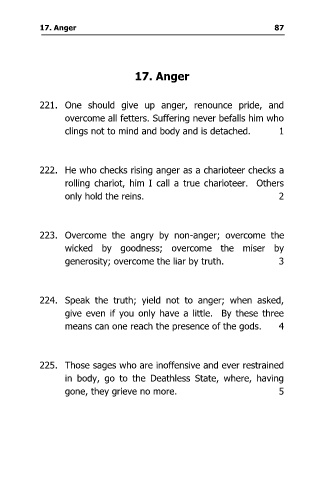 17. Anger 87
17. Anger
221. One should give up anger, renounce pride, and
overcome all fetters. Suffering never befalls him who
clings not to mind and body and is detached. 1
222. He who checks rising anger as a charioteer checks a
rolling chariot, him I call a true charioteer. Others
only hold the reins. 2
223. Overcome the angry by non-anger; overcome the
wicked by goodness; overcome the miser by
generosity; overcome the liar by truth. 3
224. Speak the truth; yield not to anger; when asked,
give even if you only have a little. By these three
means can one reach the presence of the gods. 4
225. Those sages who are inoffensive and ever restrained
in body, go to the Deathless State, where, having
gone, they grieve no more. 5